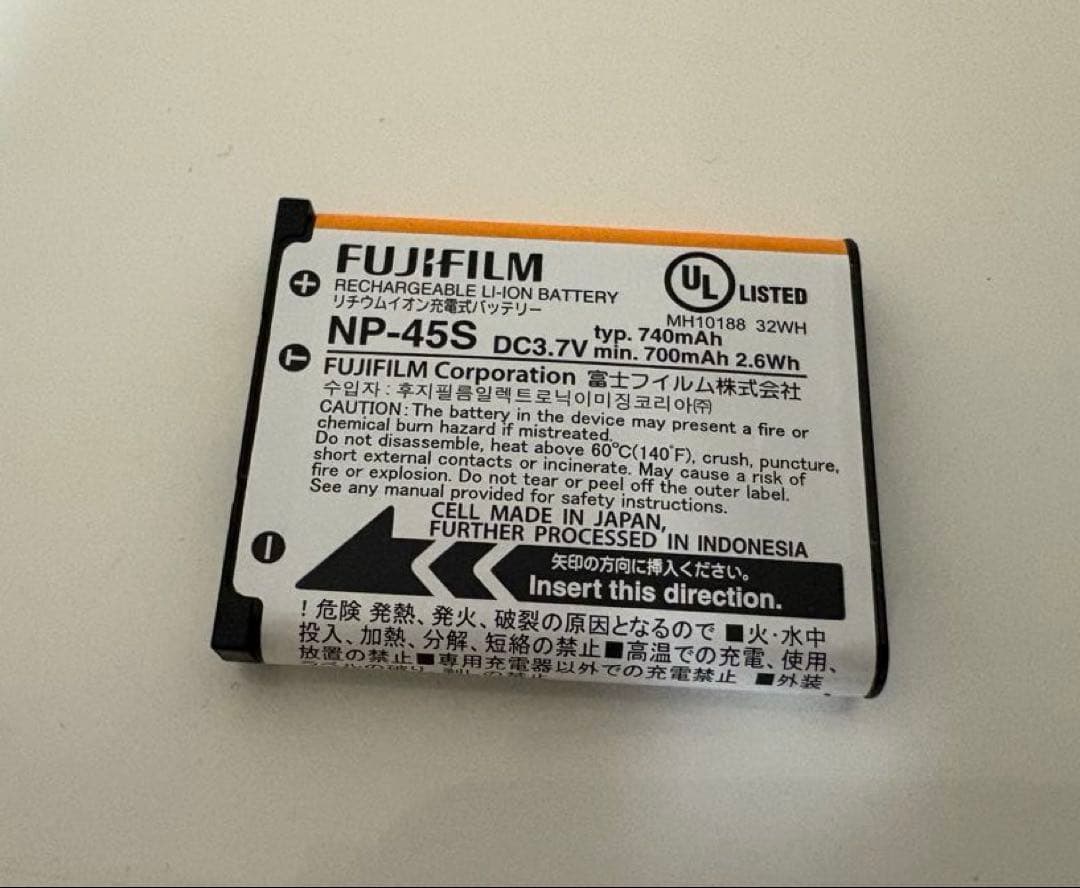 FUJIFILM
RECHARGEABLE LI-ION BATTERY
リチウムイオン充電式バッテリー
UL LISTED
MH10188 32WH
NP-45S DC3.7V typ. 740mAh
min. 700mAh 2.6Wh
FUJIFILM Corporation 富士フイルム株式会社
수입자 : 후지필름일렉트로닉이미징코리아㈜
CAUTION: The battery in the device may present a fire or
chemical burn hazard if mistreated.
Do not disassemble, heat above 60°C(140°F), crush, puncture,
short external contacts or incinerate. May cause a risk of
fire or explosion. Do not tear or peel off the outer label.
See any manual provided for safety instructions.
CELL MADE IN JAPAN,
FURTHER PROCESSED IN INDONESIA
矢印の方向に挿入ください。
Insert this direction.
+
T
−
! 危険 発熱、発火、破裂の原因となるので ■火・水中
投入、加熱、分解、短絡の禁止■高温での充電、使用、
放置の禁止■専用充電器以外での充電禁止 ■外装